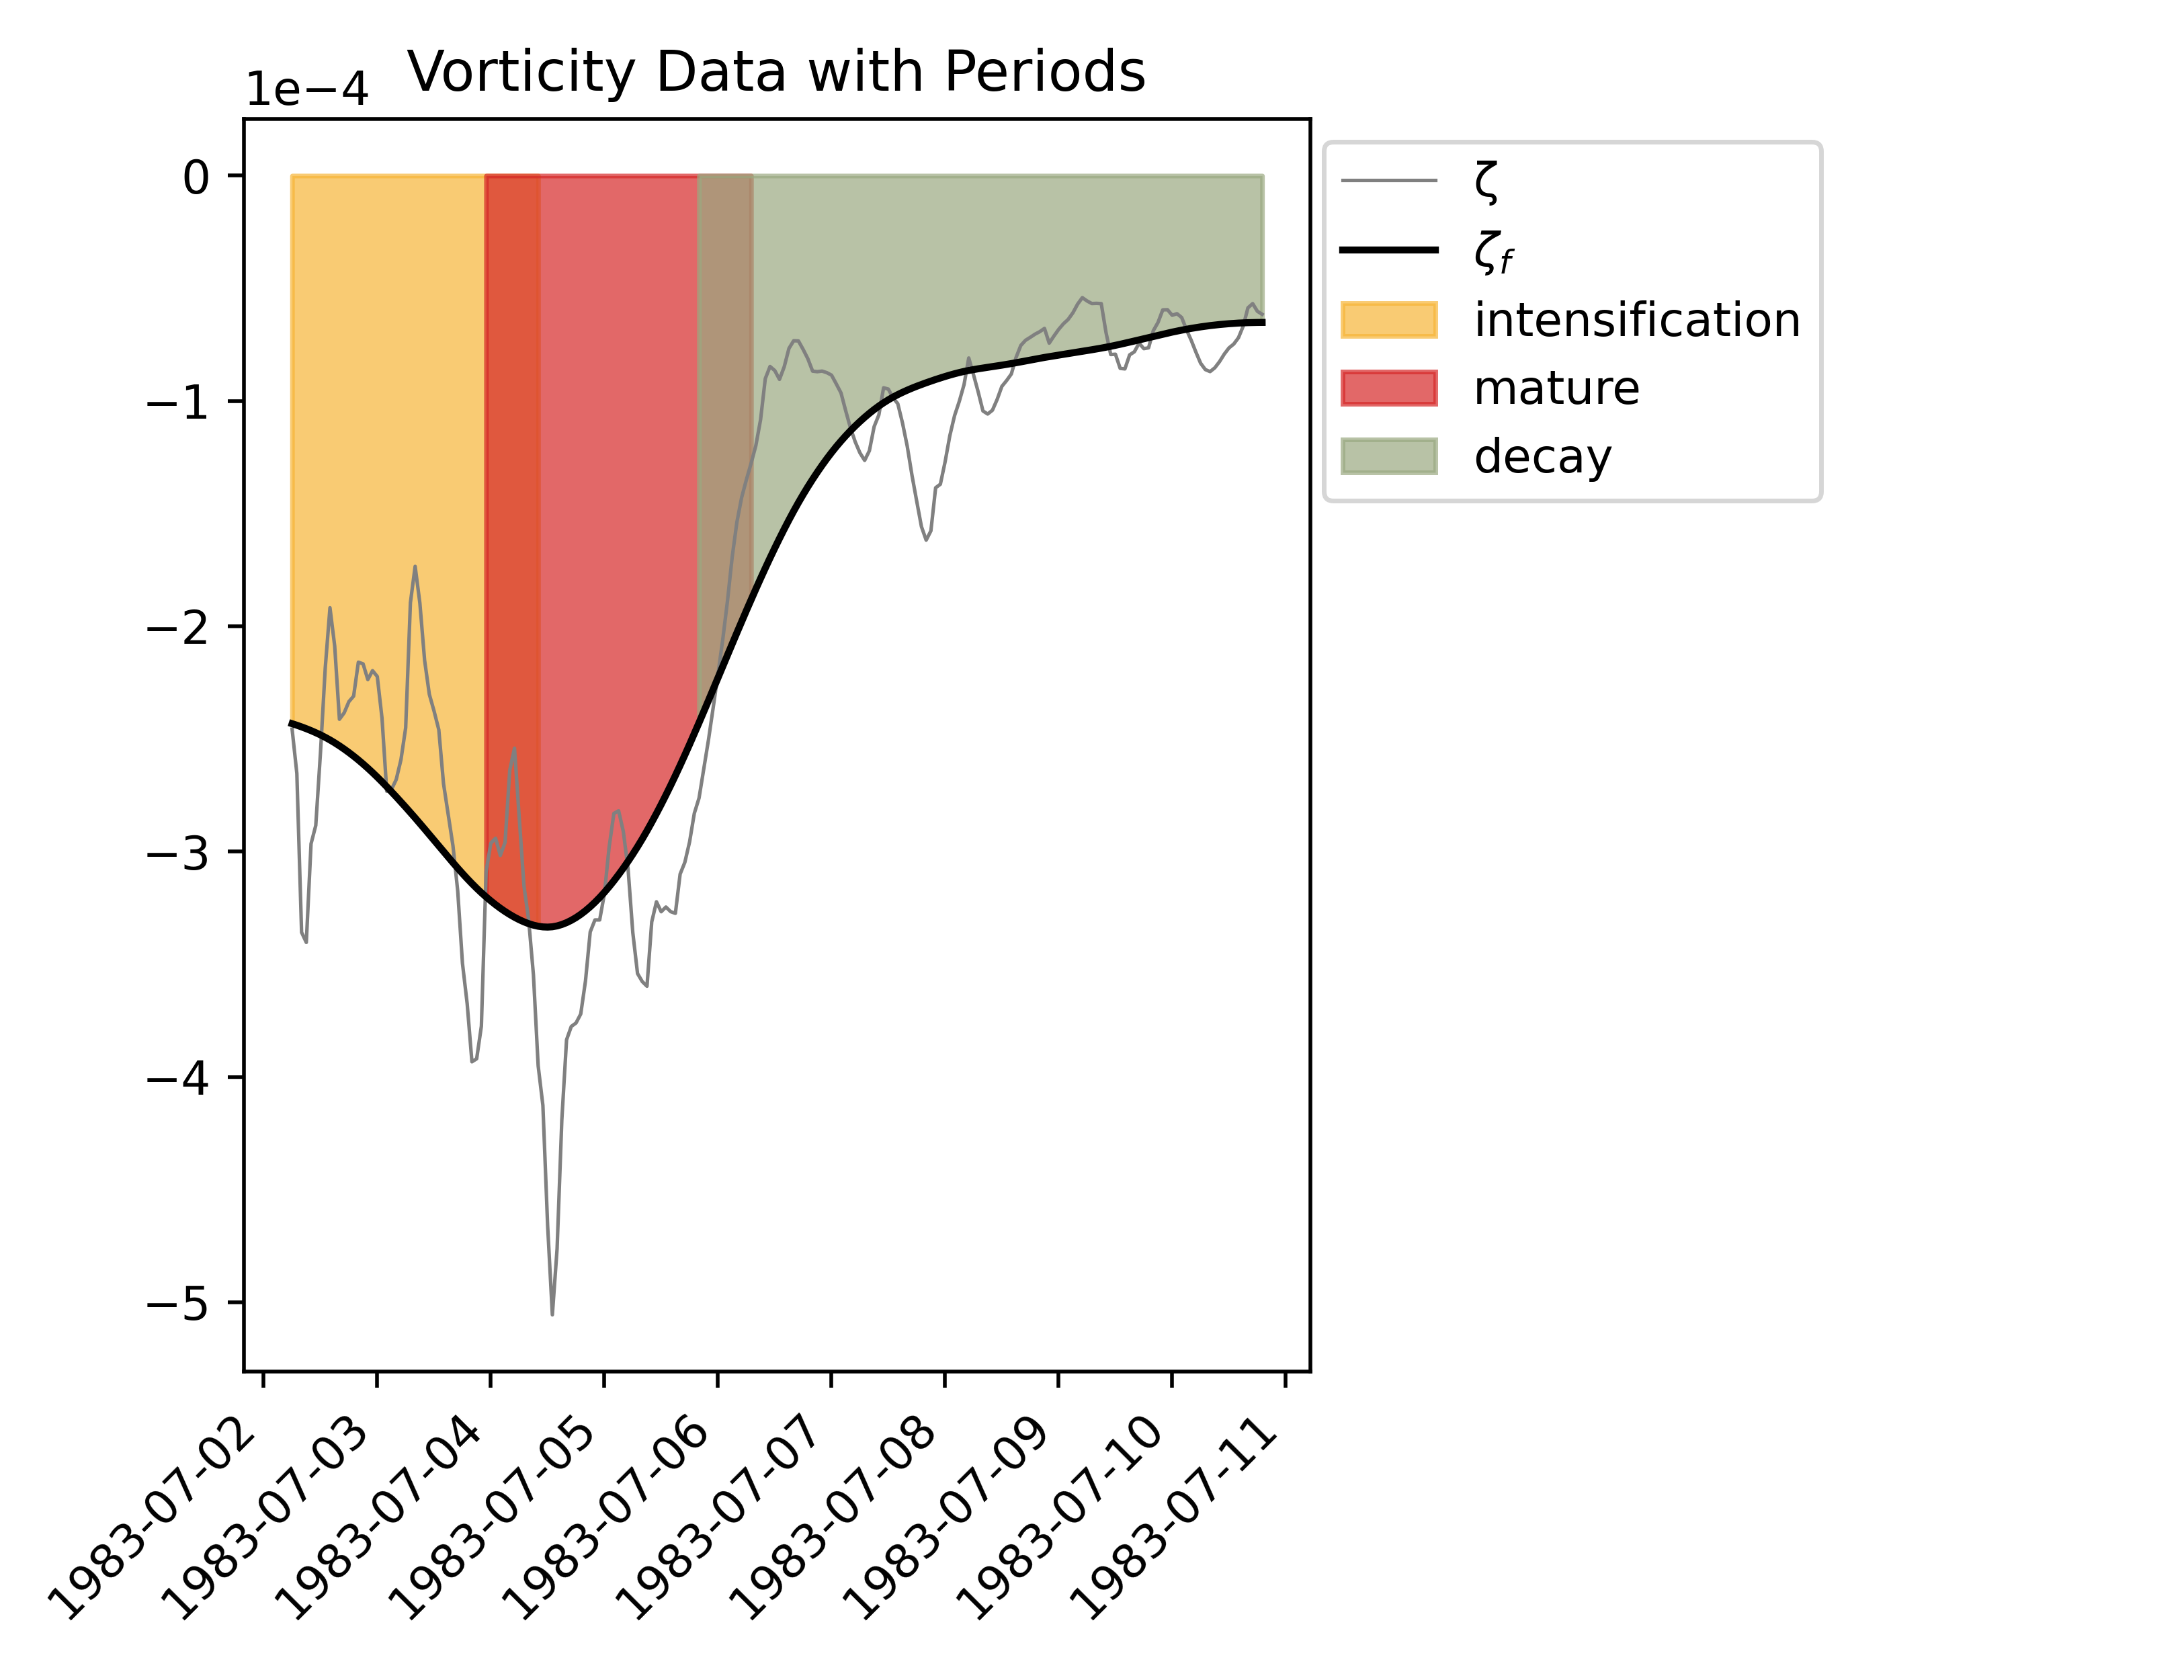 Vorticity Data with Periods
1e−4
0
−1
−2
−3
−4
−5
1983-07-02
1983-07-03
1983-07-04
1983-07-05
1983-07-06
1983-07-07
1983-07-08
1983-07-09
1983-07-10
1983-07-11
ζ
ζf
intensification
mature
decay